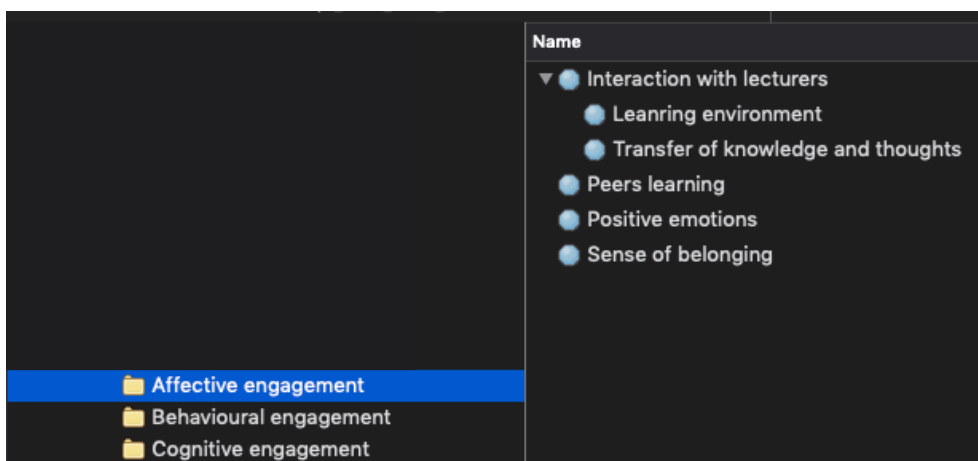 Name
Interaction with lecturers
Leanring environment
Transfer of knowledge and thoughts
Peers learning
Positive emotions
Sense of belonging
Affective engagement
Behavioural engagement
Cognitive engagement